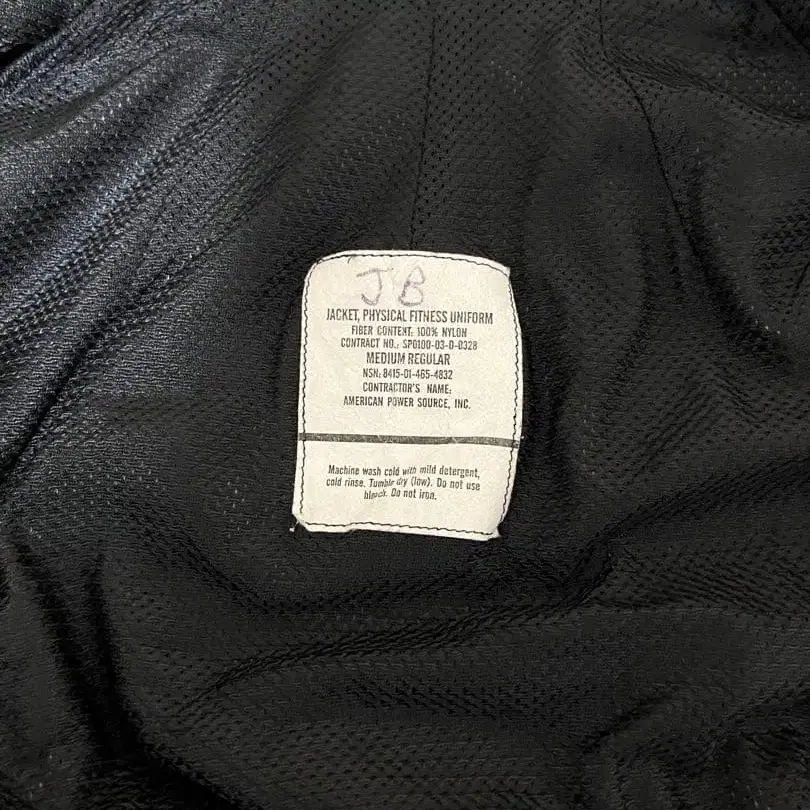 JB
JACKET, PHYSICAL FITNESS UNIFORM
FIBER CONTENT: 100% NYLON
CONTRACT NO.: SP0100-03-D-0328
MEDIUM REGULAR
NSN: 8415-01-465-4832
CONTRACTOR'S NAME:
AMERICAN POWER SOURCE, INC.
Machine wash cold with mild detergent,
cold rinse. Tumble dry (low). Do not use
bleach. Do not iron.